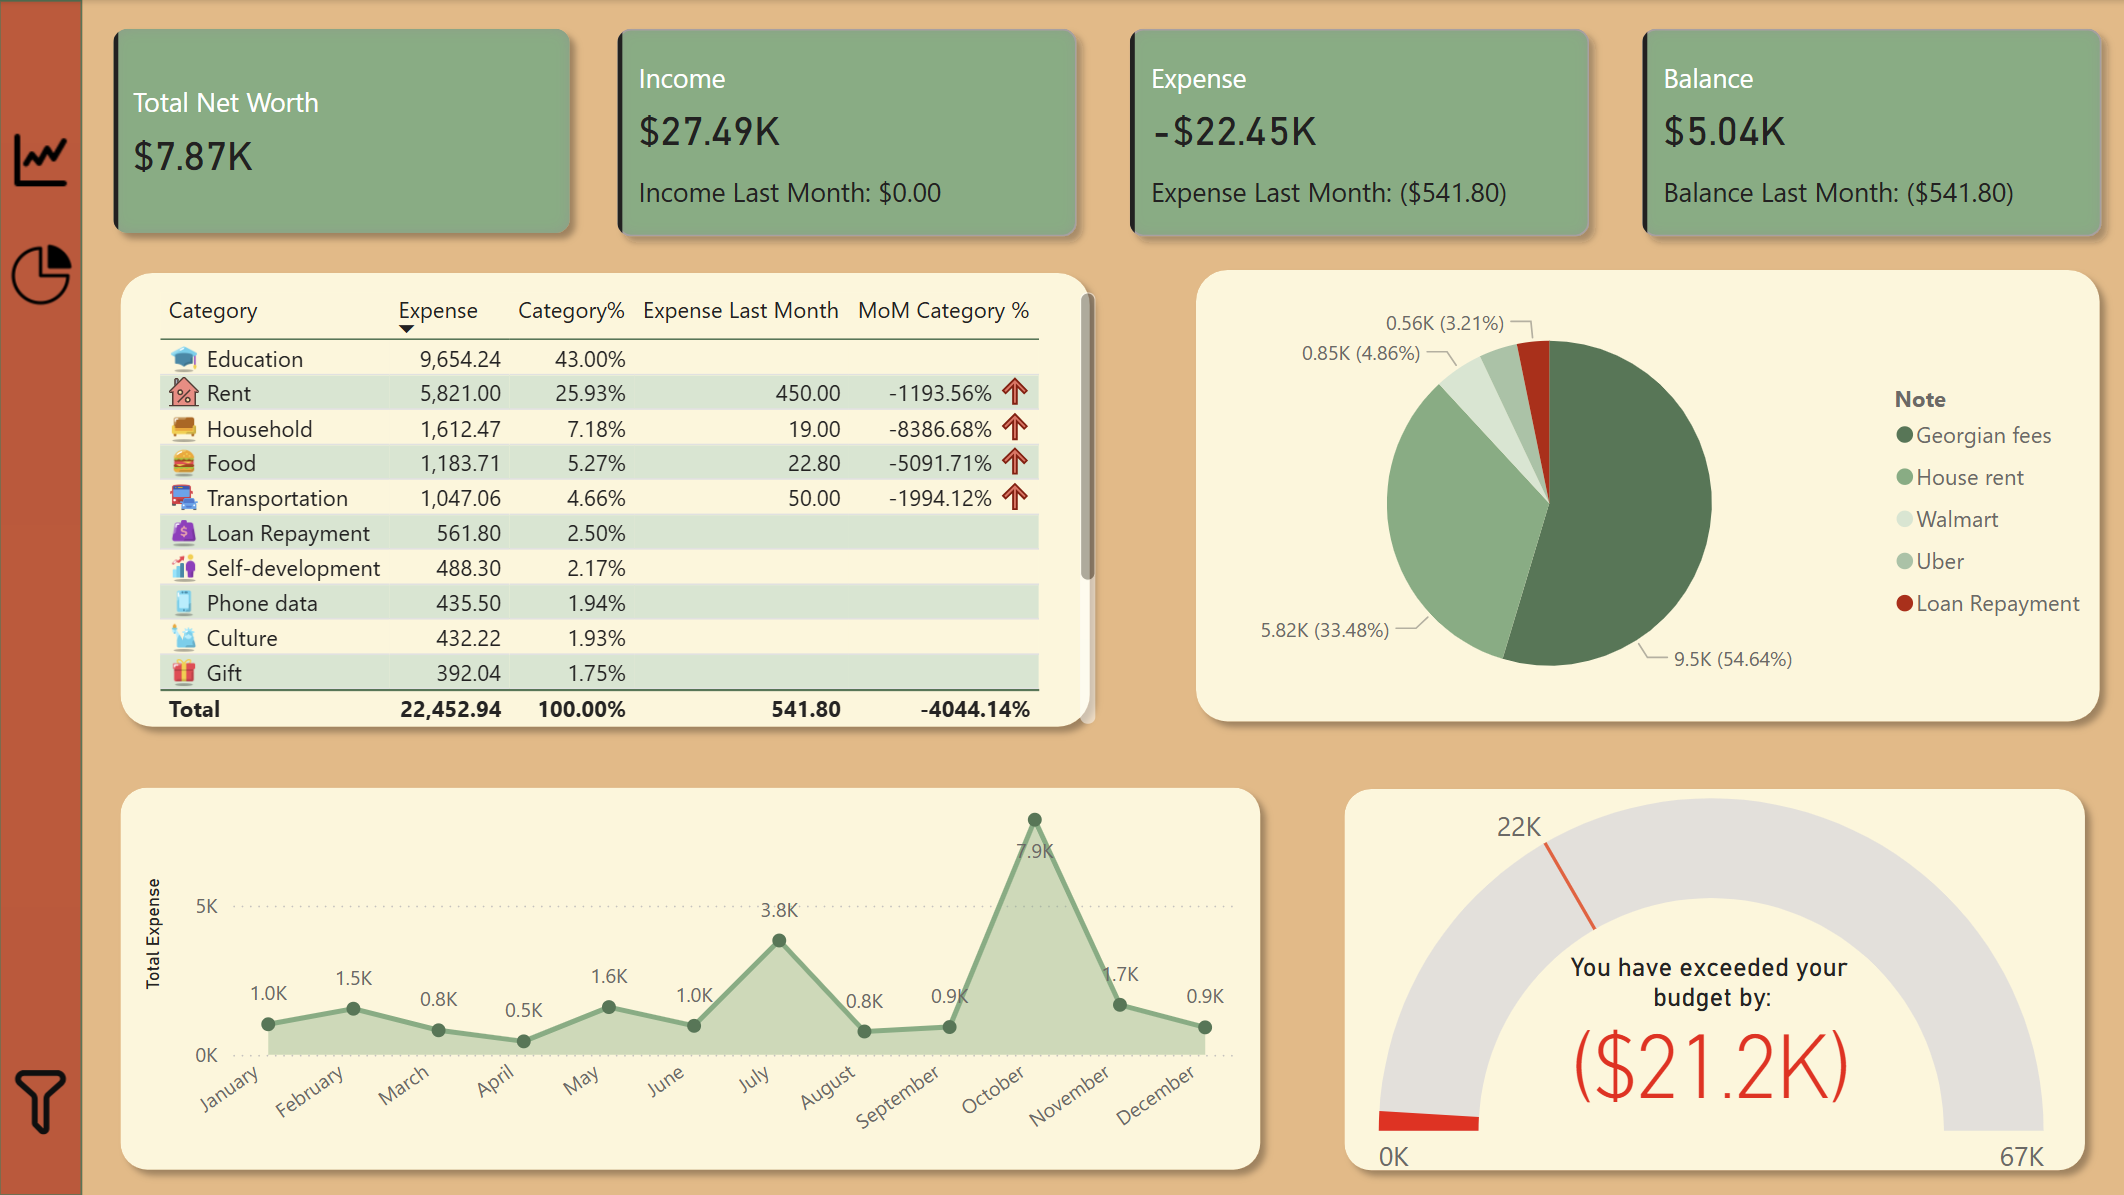 Total Net Worth
$7.87K
Income
$27.49K
Income Last Month: $0.00
Expense
-$22.45K
Expense Last Month: ($541.80)
Balance
$5.04K
Balance Last Month: ($541.80)
Category Expense Category% Expense Last Month MoM Category %
Education 9,654.24 43.00%
Rent 5,821.00 25.93% 450.00 -1193.56%
Household 1,612.47 7.18% 19.00 -8386.68%
Food 1,183.71 5.27% 22.80 -5091.71%
Transportation 1,047.06 4.66% 50.00 -1994.12%
Loan Repayment 561.80 2.50%
Self-development 488.30 2.17%
Phone data 435.50 1.94%
Culture 432.22 1.93%
Gift 392.04 1.75%
Total 22,452.94 100.00% 541.80 -4044.14%
0.56K (3.21%)
0.85K (4.86%)
5.82K (33.48%)
9.5K (54.64%)
Note
Georgian fees
House rent
Walmart
Uber
Loan Repayment
Total Expense
5K
0K
1.0K
1.5K
0.8K
0.5K
1.6K
1.0K
3.8K
0.8K
0.9K
7.9K
1.7K
0.9K
January
February
March
April
May
June
July
August
September
October
November
December
22K
You have exceeded your
budget by:
($21.2K)
0K
67K